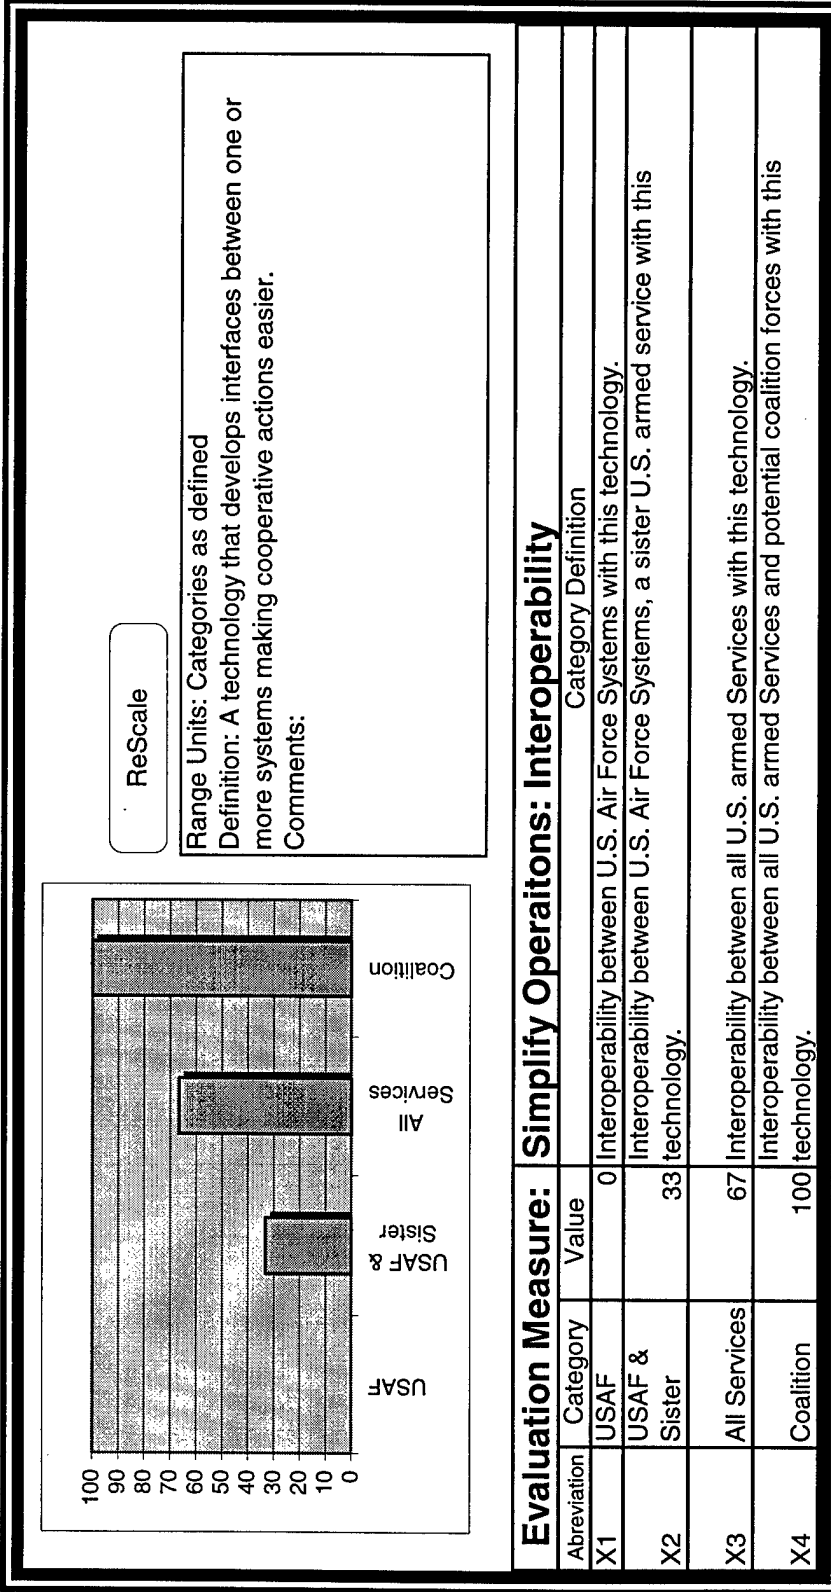 100
90
80
70
60
50
40
30
20
10
0
USAF
USAF &
Sister
All
Services
Coalition
ReScale
Range Units: Categories as defined
Definition: A technology that develops interfaces between one or
more systems making cooperative actions easier.
Comments:
Evaluation Measure: Simplify Operaitons: Interoperability
Abreviation Category Value Category Definition
X1 USAF 0 Interoperability between U.S. Air Force Systems with this technology.
USAF & Interoperability between U.S. Air Force Systems, a sister U.S. armed service with this
X2 Sister 33 technology.
X3 All Services 67 Interoperability between all U.S. armed Services with this technology.
Interoperability between all U.S. armed Services and potential coalition forces with this
X4 Coalition 100 technology.